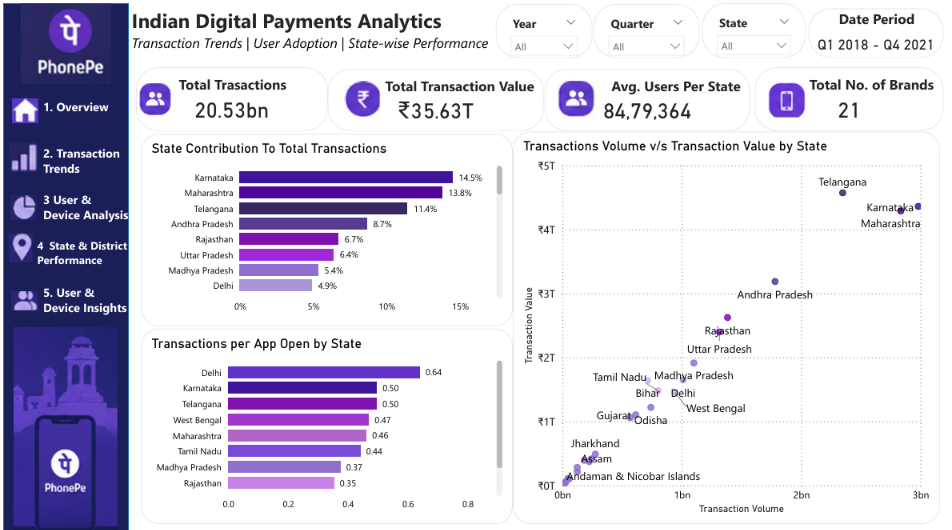 पे
PhonePe
1. Overview
2. Transaction
Trends
3 User &
Device Analysis
4 State & District
Performance
5. User &
Device Insights
पे
PhonePe
Indian Digital Payments Analytics
Transaction Trends | User Adoption | State-wise Performance
Year
All
Quarter
All
State
All
Date Period
Q1 2018 - Q4 2021
Total Trasactions
20.53bn
₹
Total Transaction Value
₹35.63T
Avg. Users Per State
84,79,364
Total No. of Brands
21
State Contribution To Total Transactions
Karnataka 14.5%
Maharashtra 13.8%
Telangana 11.4%
Andhra Pradesh 8.7%
Rajasthan 6.7%
Uttar Pradesh 6.4%
Madhya Pradesh 5.4%
Delhi 4.9%
0% 5% 10% 15%
Transactions per App Open by State
Delhi 0.64
Karnataka 0.50
Telangana 0.50
West Bengal 0.47
Maharashtra 0.46
Tamil Nadu 0.44
Madhya Pradesh 0.37
Rajasthan 0.35
0.0 0.2 0.4 0.6 0.8
Transactions Volume v/s Transaction Value by State
Transaction Value
₹5T
Telangana
Karnataka
₹4T
Maharashtra
₹3T
Andhra Pradesh
Rajasthan
₹2T
Uttar Pradesh
Tamil Nadu
Madhya Pradesh
Bihar
Delhi
West Bengal
₹1T
Gujarat
Odisha
Jharkhand
Assam
Andaman & Nicobar Islands
₹0T
0bn 1bn 2bn 3bn
Transaction Volume